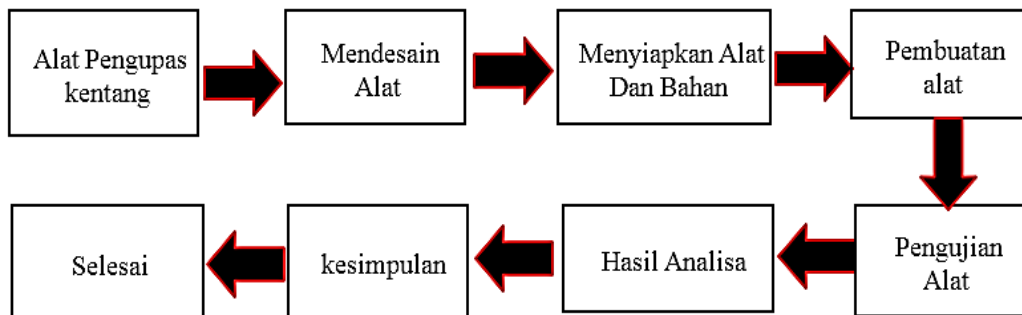 Alat Pengupas
kentang
Mendesain
Alat
Menyiapkan Alat
Dan Bahan
Pembuatan
alat
Pengujian
Alat
Hasil Analisa
kesimpulan
Selesai